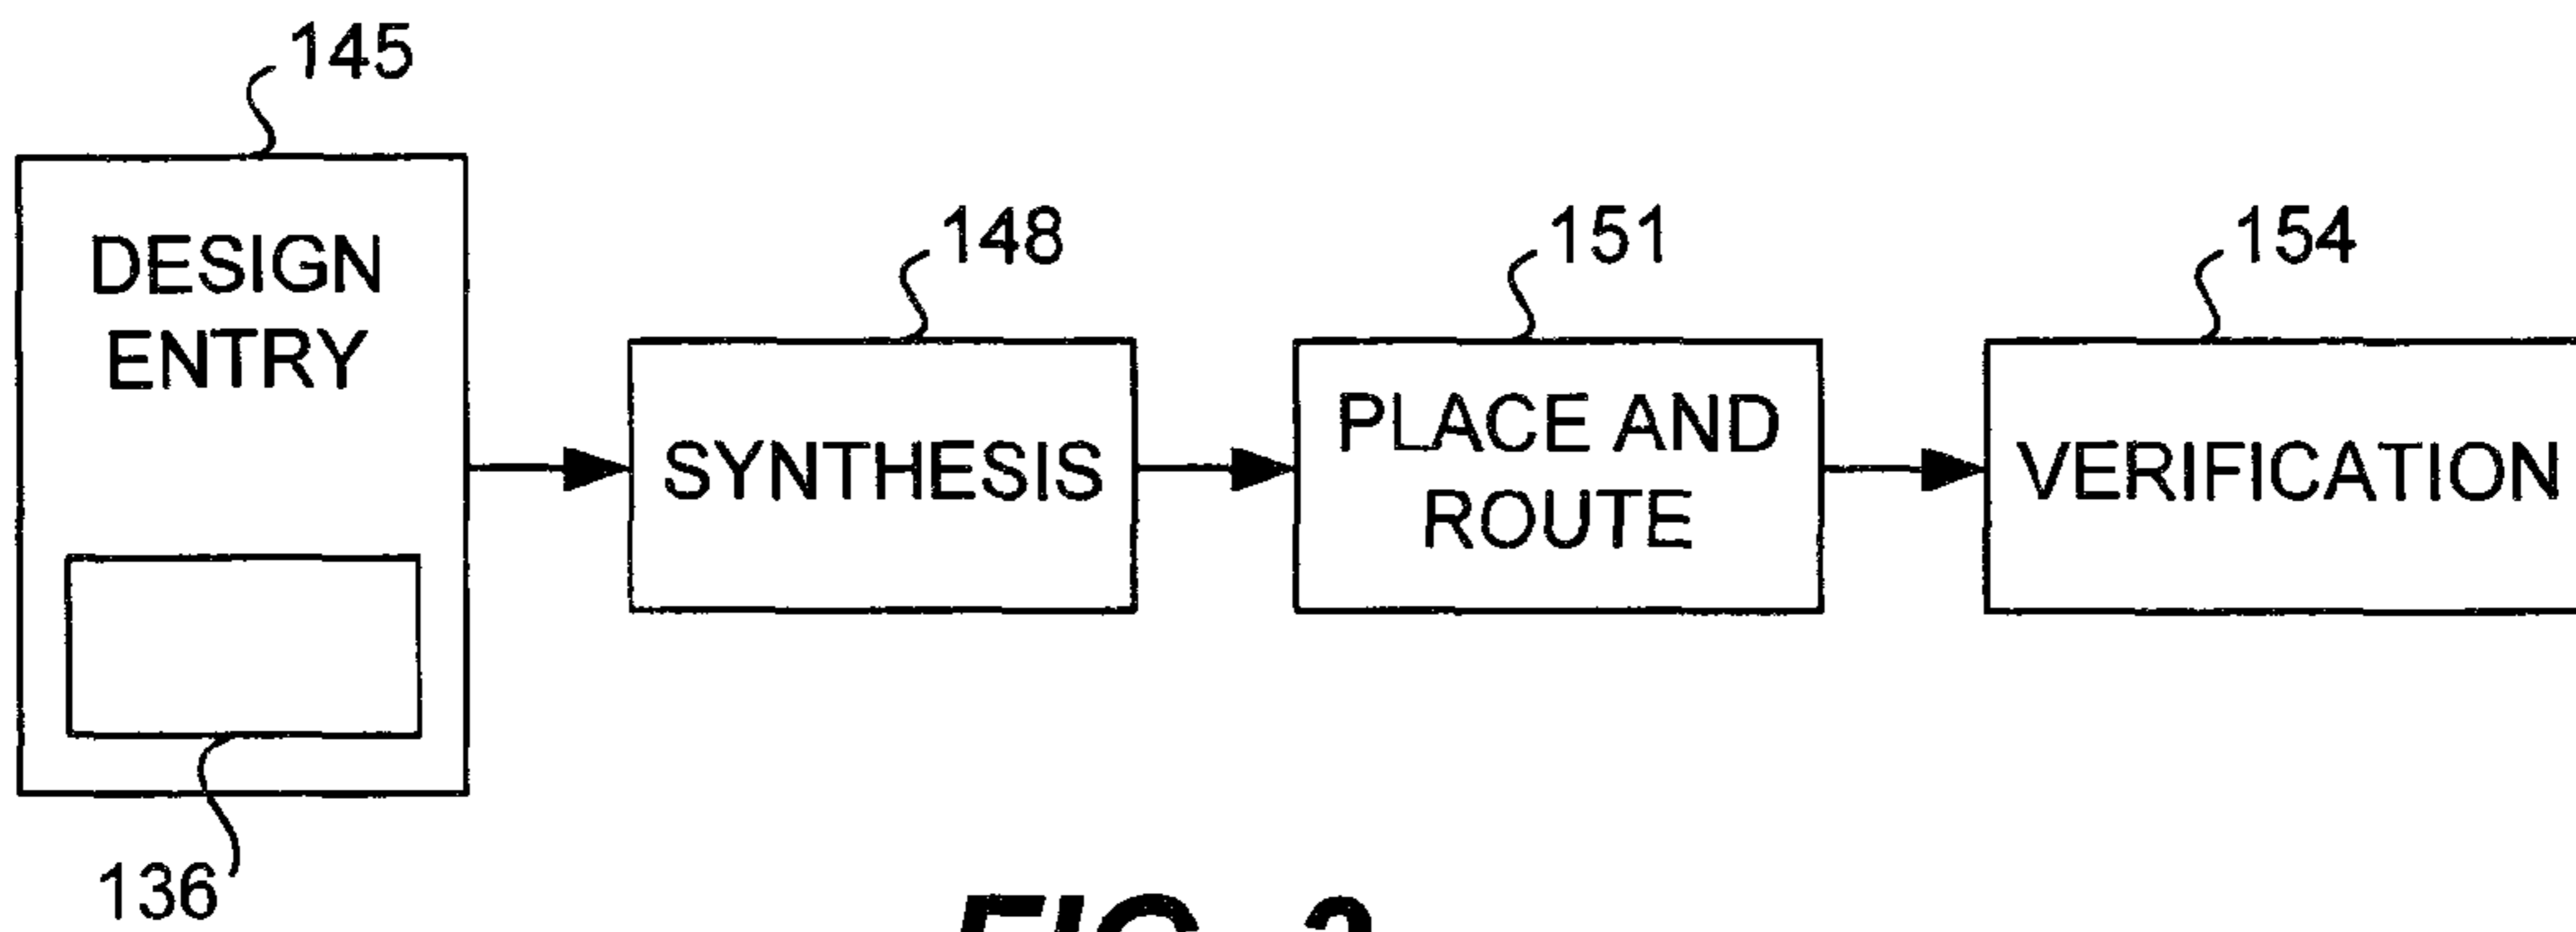 145
148
151
154
DESIGN
ENTRY
SYNTHESIS
PLACE AND
ROUTE
VERIFICATION
136